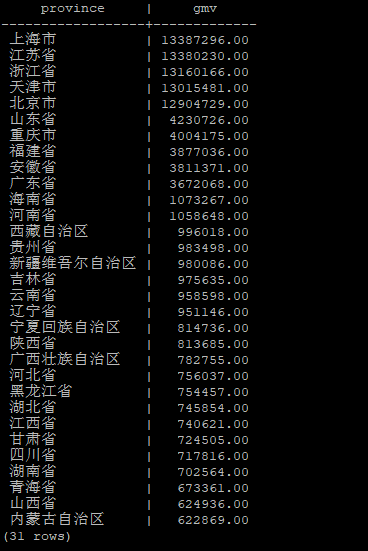 province | gmv
------------------+-------------
上海市 | 13387296.00
江苏省 | 13380230.00
浙江省 | 13160166.00
天津市 | 13015481.00
北京市 | 12904729.00
山东省 | 4230726.00
重庆市 | 4004175.00
福建省 | 3877036.00
安徽省 | 3811371.00
广东省 | 3672068.00
海南省 | 1073267.00
河南省 | 1058648.00
西藏自治区 | 996018.00
贵州省 | 983498.00
新疆维吾尔自治区 | 980086.00
吉林省 | 975635.00
云南省 | 958598.00
辽宁省 | 951146.00
宁夏回族自治区 | 814736.00
陕西省 | 813685.00
广西壮族自治区 | 782755.00
河北省 | 756037.00
黑龙江省 | 754457.00
湖北省 | 745854.00
江西省 | 740621.00
甘肃省 | 724505.00
四川省 | 717816.00
湖南省 | 702564.00
青海省 | 673361.00
山西省 | 624936.00
内蒙古自治区 | 622869.00
(31 rows)